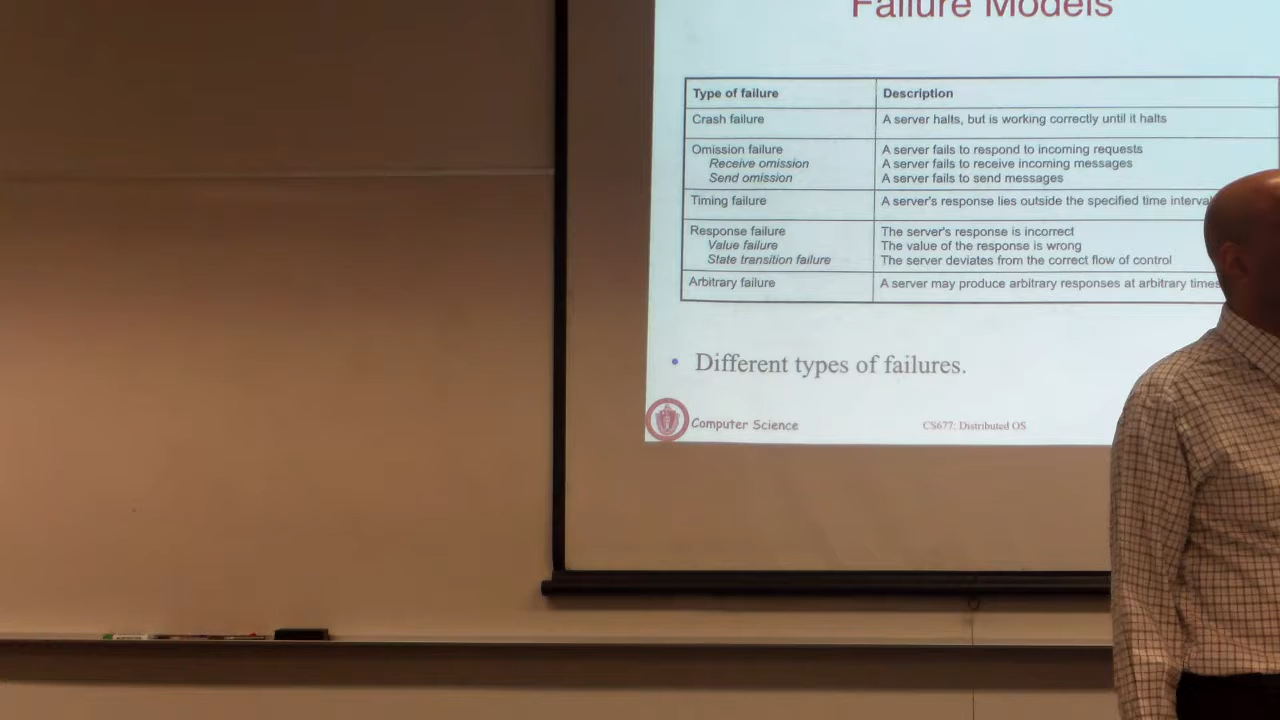 Failure Models
Type of failure Description
Crash failure A server halts, but is working correctly until it halts
Omission failure A server fails to respond to incoming requests
Receive omission A server fails to receive incoming messages
Send omission A server fails to send messages
Timing failure A server's response lies outside the specified time interval
Response failure The server's response is incorrect
Value failure The value of the response is wrong
State transition failure The server deviates from the correct flow of control
Arbitrary failure A server may produce arbitrary responses at arbitrary times
• Different types of failures.
Computer Science CS677: Distributed OS